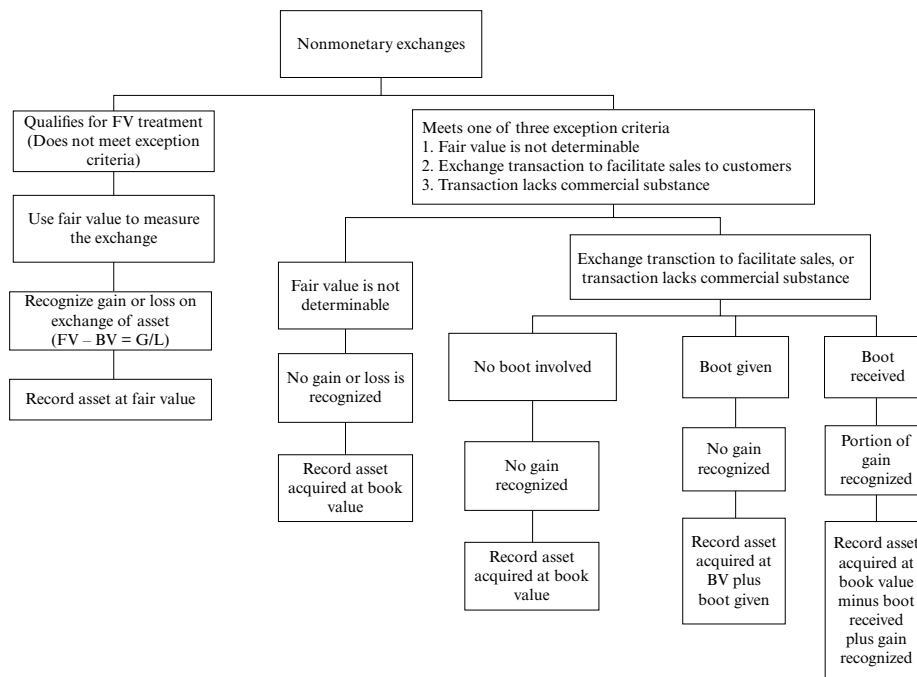 Nonmonetary exchanges
Qualifies for FV treatment
(Does not meet exception
criteria)
Use fair value to measure
the exchange
Recognize gain or loss on
exchange of asset
(FV – BV = G/L)
Record asset at fair value
Meets one of three exception criteria
1. Fair value is not determinable
2. Exchange transaction to facilitate sales to customers
3. Transaction lacks commercial substance
Fair value is not
determinable
No gain or loss is
recognized
Record asset
acquired at book
value
Exchange transction to facilitate sales, or
transaction lacks commercial substance
No boot involved
No gain
recognized
Record asset
acquired at book
value
Boot given
No gain
recognized
Record asset
acquired at
BV plus
boot given
Boot
received
Portion of
gain
recognized
Record asset
acquired at
book value
minus boot
received
plus gain
recognized